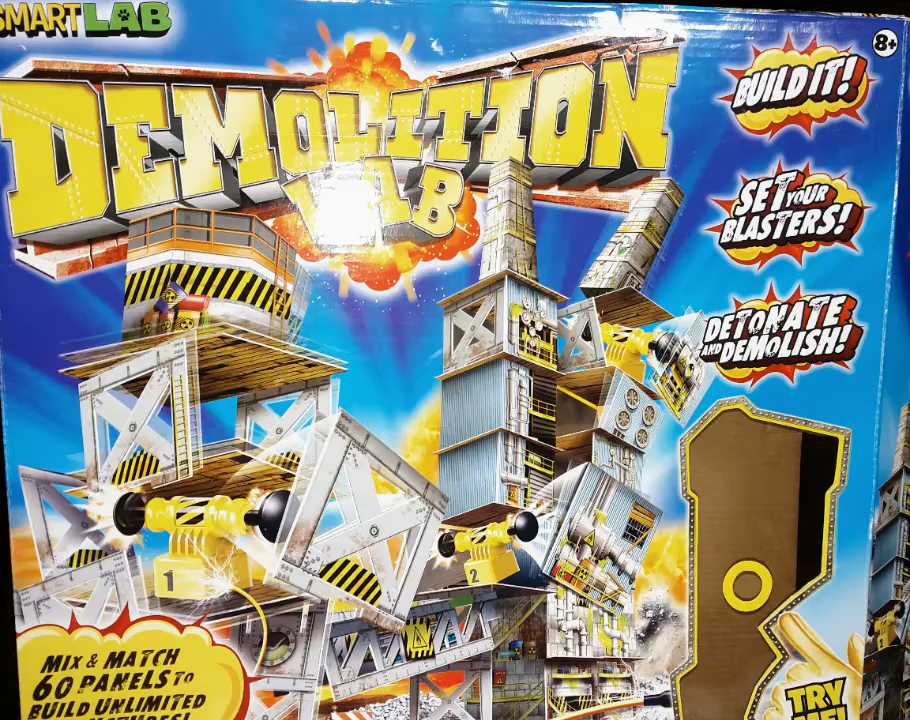 SMARTLAB
DEMOLITION
LAB
8+
BUILD IT!
SET YOUR
BLASTERS!
DETONATE
AND DEMOLISH!
1
2
MIX & MATCH
60 PANELS TO
BUILD UNLIMITED
TRY